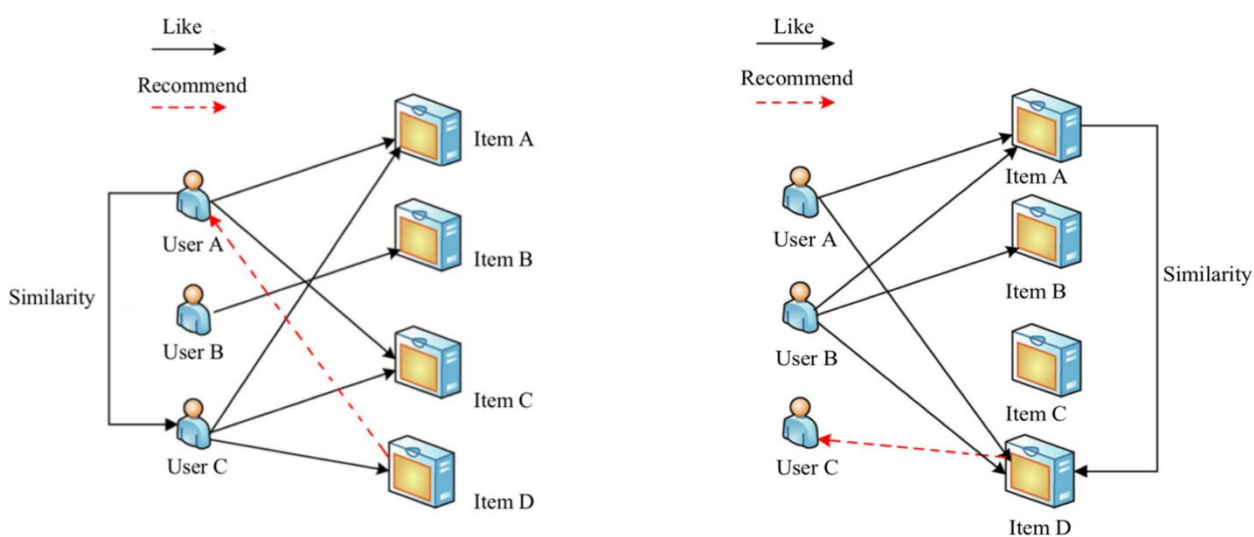 Like
Recommend
Item A
User A
Item B
Similarity
User B
Item C
User C
Item D
Like
Recommend
Item A
User A
Item B
Similarity
User B
Item C
User C
Item D